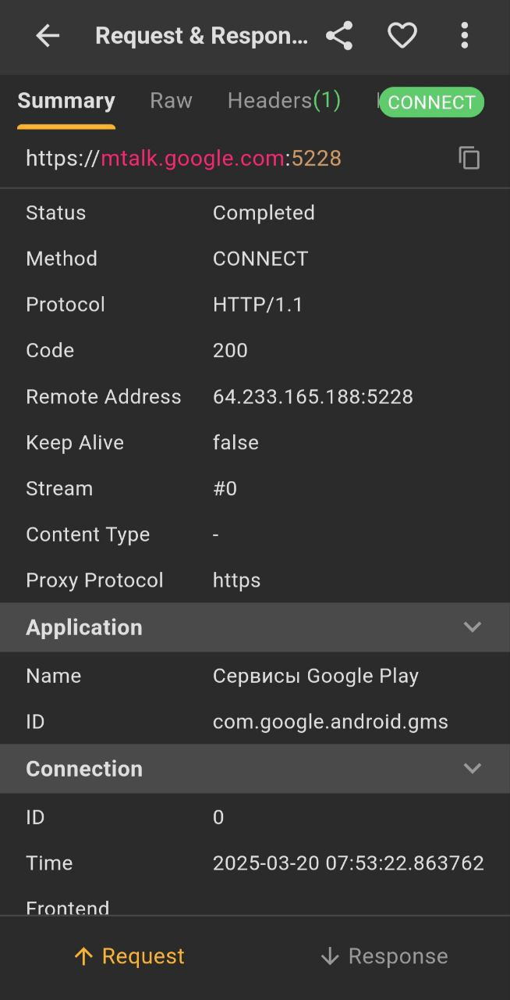 Request & Respon...
Summary Raw Headers(1) CONNECT
https://mtalk.google.com:5228
Status Completed
Method CONNECT
Protocol HTTP/1.1
Code 200
Remote Address 64.233.165.188:5228
Keep Alive false
Stream #0
Content Type -
Proxy Protocol https
Application
Name Сервисы Google Play
ID com.google.android.gms
Connection
ID 0
Time 2025-03-20 07:53:22.863762
Frontend
Request Response